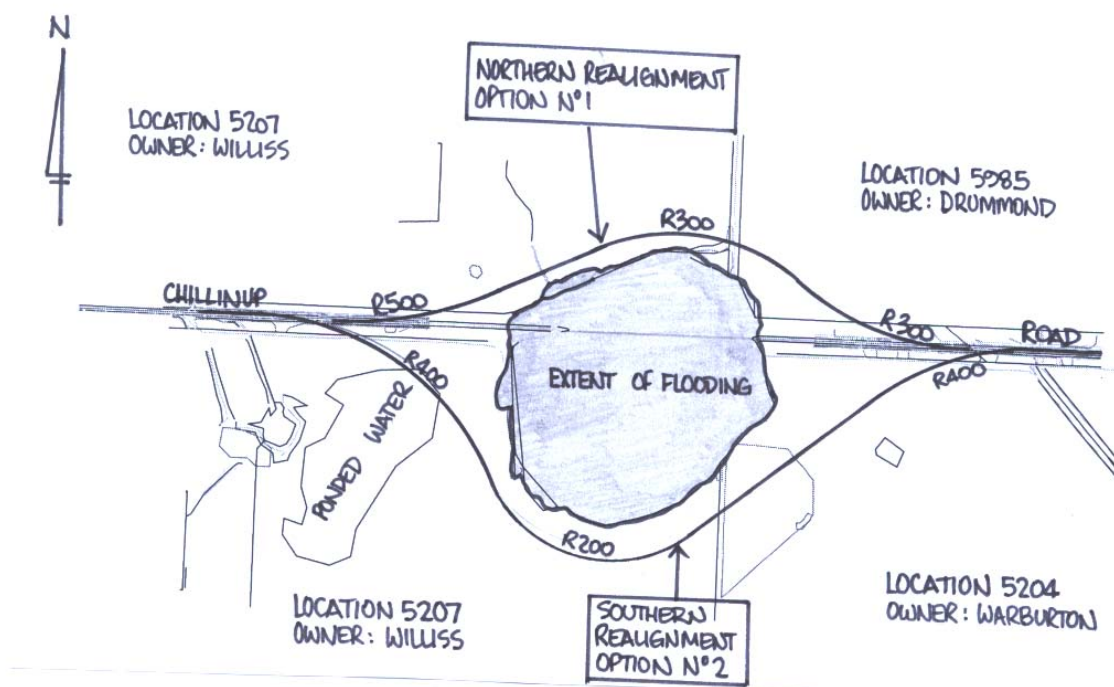 N
NORTHERN REALIGNMENT
OPTION Nº1
LOCATION 5207
OWNER: WILLISS
LOCATION 5985
OWNER: DRUMMOND
R300
CHILLINUP
R500
R300
ROAD
R400
R400
EXTENT OF FLOODING
PONDED WATER
R200
LOCATION 5207
OWNER: WILLISS
SOUTHERN
REALIGNMENT
OPTION Nº2
LOCATION 5204
OWNER: WARBURTON